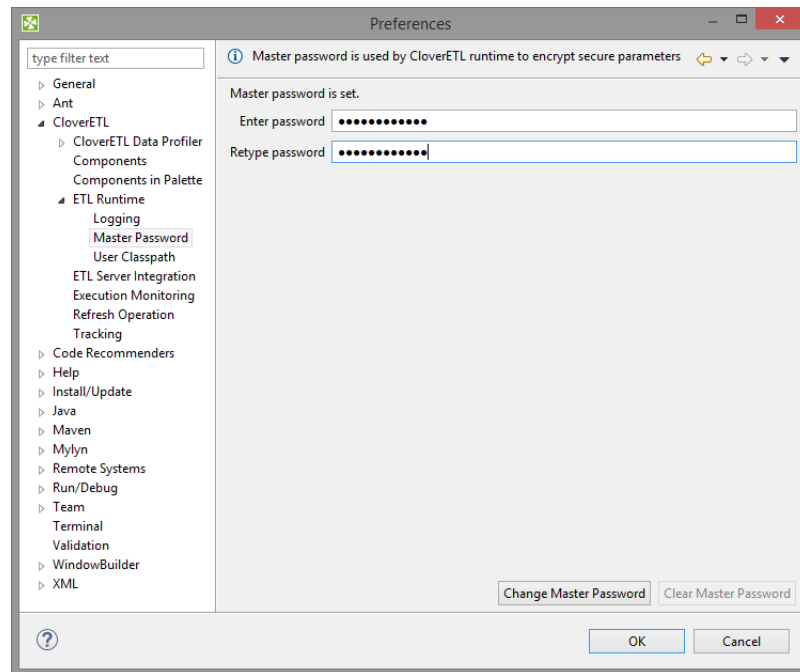 Preferences
type filter text
General
Ant
CloverETL
CloverETL Data Profiler
Components
Components in Palette
ETL Runtime
Logging
Master Password
User Classpath
ETL Server Integration
Execution Monitoring
Refresh Operation
Tracking
Code Recommenders
Help
Install/Update
Java
Maven
Mylyn
Remote Systems
Run/Debug
Team
Terminal
Validation
WindowBuilder
XML
Master password is used by CloverETL runtime to encrypt secure parameters
Master password is set.
Enter password ●●●●●●●●●●●●
Retype password ●●●●●●●●●●●●
Change Master Password Clear Master Password
OK Cancel